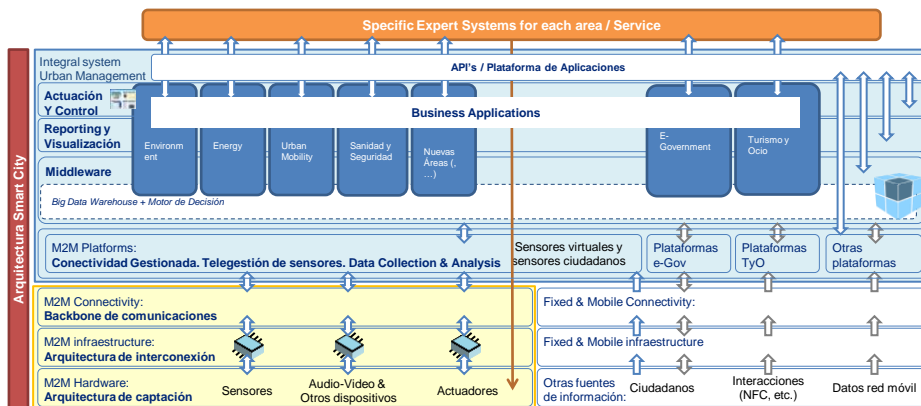 Specific Expert Systems for each area / Service
Arquitectura Smart City
Integral system
Urban Management
API's / Plataforma de Aplicaciones
Actuación
Y Control
Business Applications
Reporting y
Visualización
Environm
ent
Energy
Urban
Mobility
Sanidad y
Seguridad
Nuevas
Áreas (,
…)
E-
Government
Turismo y
Ocio
Middleware
Big Data Warehouse + Motor de Decisión
M2M Platforms:
Conectividad Gestionada. Telegestión de sensores. Data Collection & Analysis
Sensores virtuales y
sensores ciudadanos
Plataformas
e-Gov
Plataformas
TyO
Otras
plataformas
M2M Connectivity:
Backbone de comunicaciones
Fixed & Mobile Connectivity:
M2M infraestructure:
Arquitectura de interconexión
Fixed & Mobile infraestructure
M2M Hardware:
Arquitectura de captación
Sensores
Audio-Video &
Otros dispositivos
Actuadores
Otras fuentes
de información:
Ciudadanos
Interacciones
(NFC, etc.)
Datos red móvil